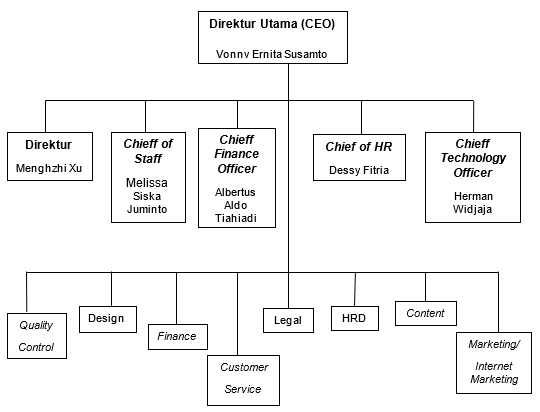 Direktur Utama (CEO)
Vonnv Ernita Susamto
Direktur
Menghzhi Xu
Chieff of
Staff
Melissa
Siska
Juminto
Chieff
Finance
Officer
Albertus
Aldo
Tiahiadi
Chief of HR
Dessy Fitria
Chieff
Technology
Officer
Herman
Widjaja
Quality
Control
Design
Finance
Customer
Service
Legal
HRD
Content
Marketing/
Internet
Marketing